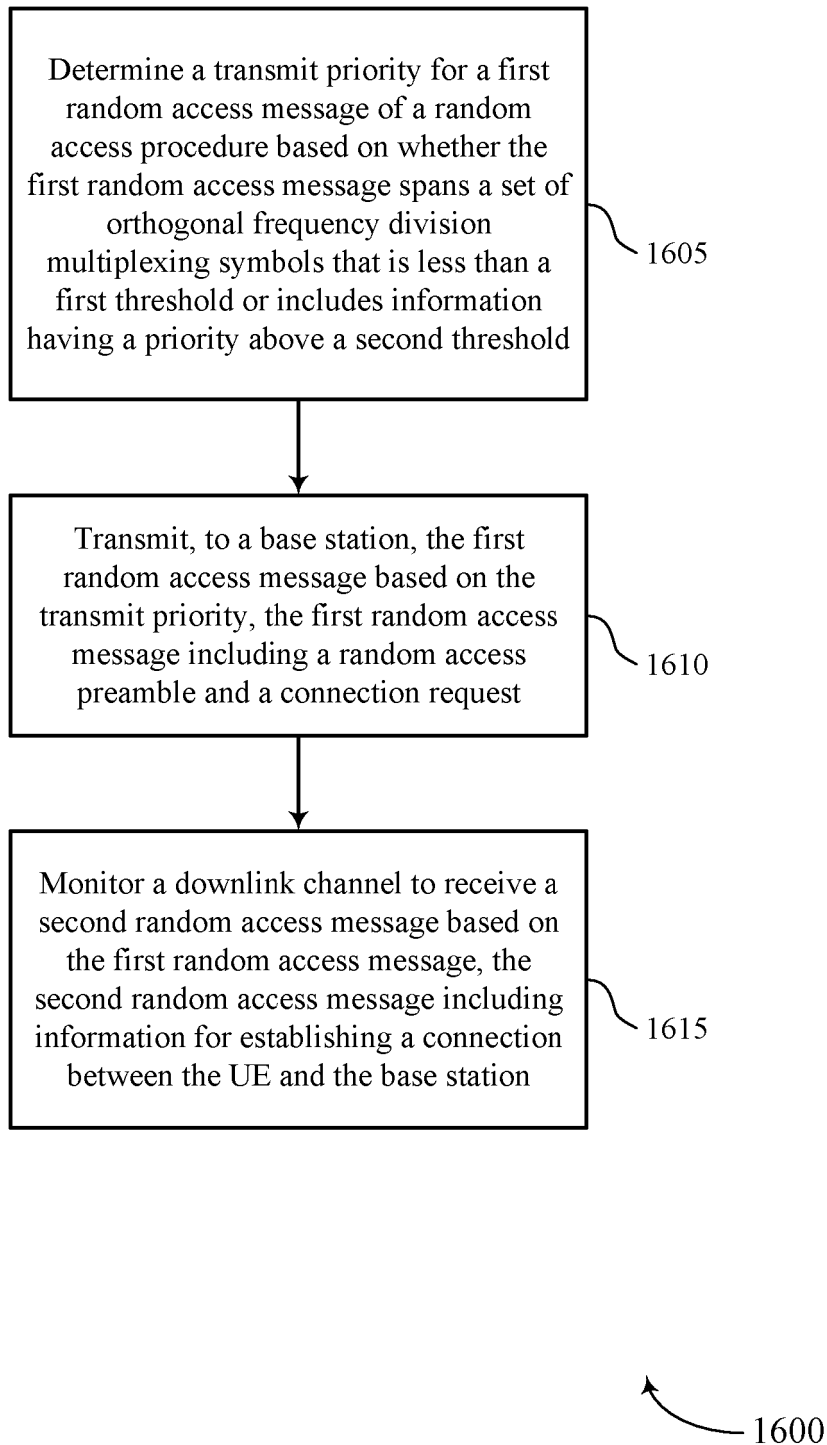 Determine a transmit priority for a first
random access message of a random
access procedure based on whether the
first random access message spans a set of
orthogonal frequency division
multiplexing symbols that is less than a
first threshold or includes information
having a priority above a second threshold
1605
Transmit, to a base station, the first
random access message based on the
transmit priority, the first random access
message including a random access
preamble and a connection request
1610
Monitor a downlink channel to receive a
second random access message based on
the first random access message, the
second random access message including
information for establishing a connection
between the UE and the base station
1615
1600